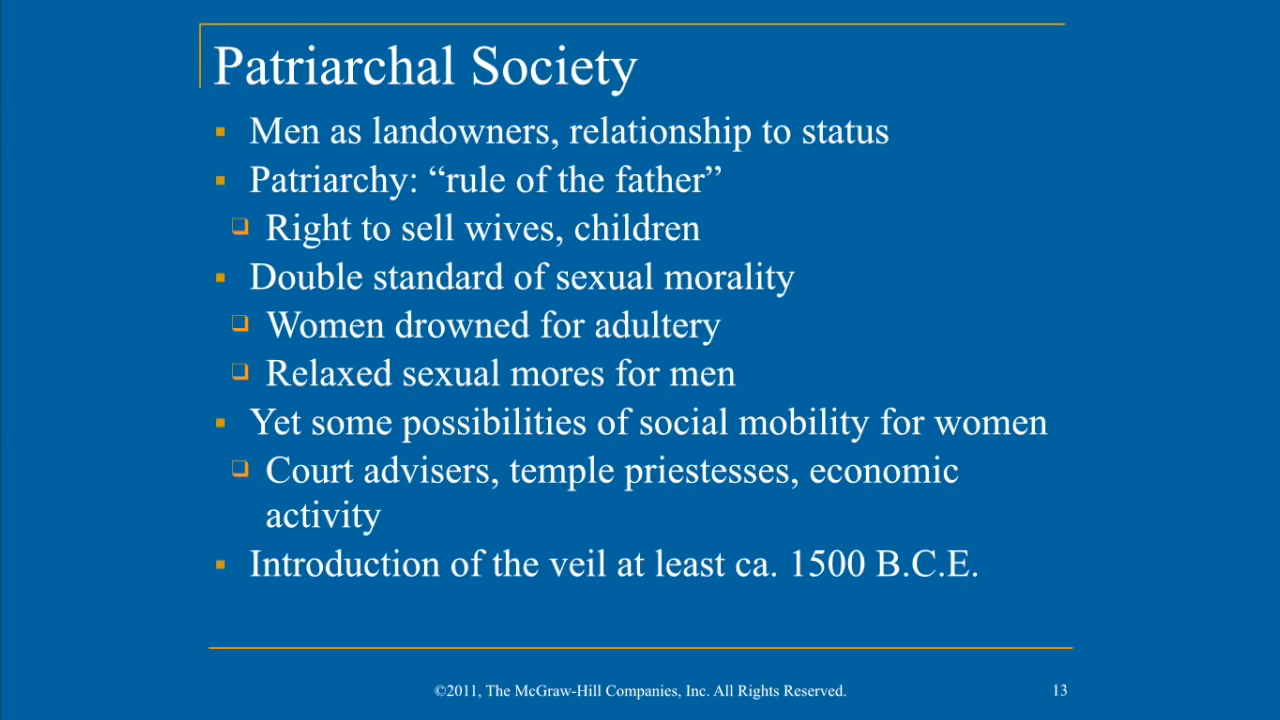 Patriarchal Society
▪ Men as landowners, relationship to status
▪ Patriarchy: “rule of the father”
❑ Right to sell wives, children
▪ Double standard of sexual morality
❑ Women drowned for adultery
❑ Relaxed sexual mores for men
▪ Yet some possibilities of social mobility for women
❑ Court advisers, temple priestesses, economic
activity
▪ Introduction of the veil at least ca. 1500 B.C.E.
©2011, The McGraw-Hill Companies, Inc. All Rights Reserved.
13